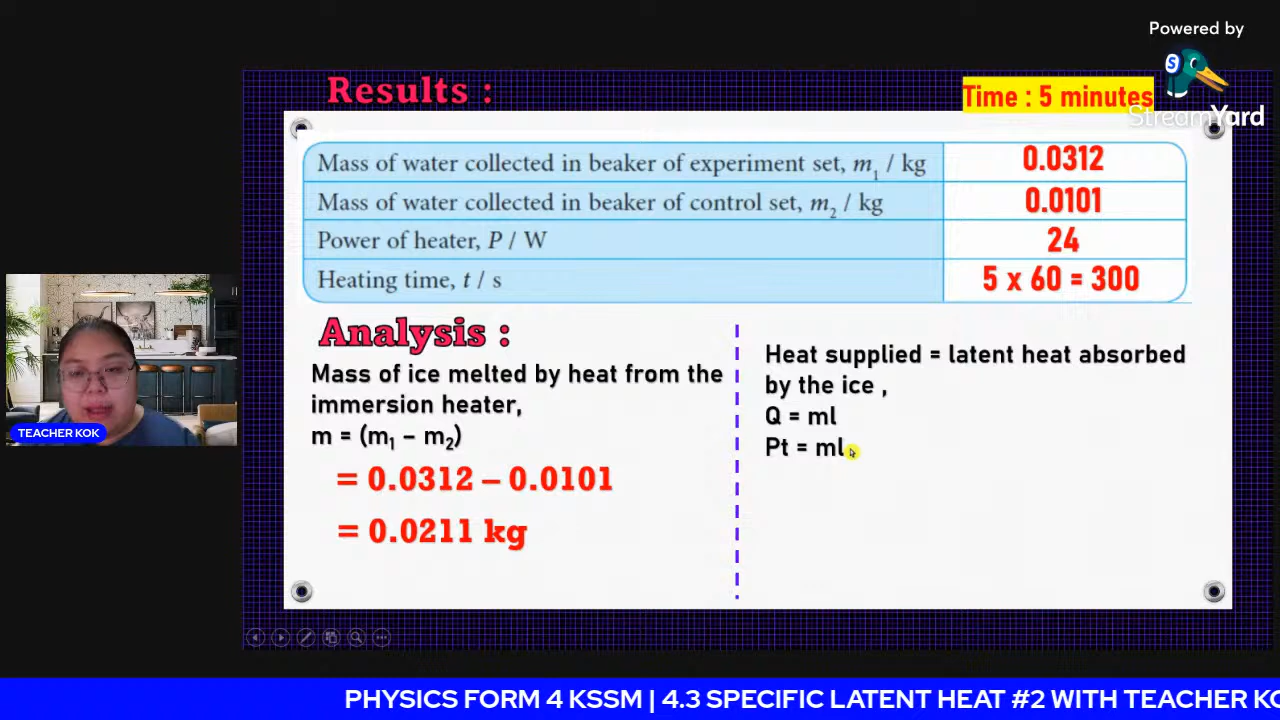 Powered by
StreamYard
Results :
Time : 5 minutes
Mass of water collected in beaker of experiment set, m₁ / kg
0.0312
Mass of water collected in beaker of control set, m₂ / kg
0.0101
Power of heater, P / W
24
Heating time, t / s
5 x 60 = 300
Analysis :
Mass of ice melted by heat from the
immersion heater,
m = (m₁ – m₂)
= 0.0312 – 0.0101
= 0.0211 kg
Heat supplied = latent heat absorbed
by the ice ,
Q = ml
Pt = ml
TEACHER KOK
PHYSICS FORM 4 KSSM | 4.3 SPECIFIC LATENT HEAT #2 WITH TEACHER KO